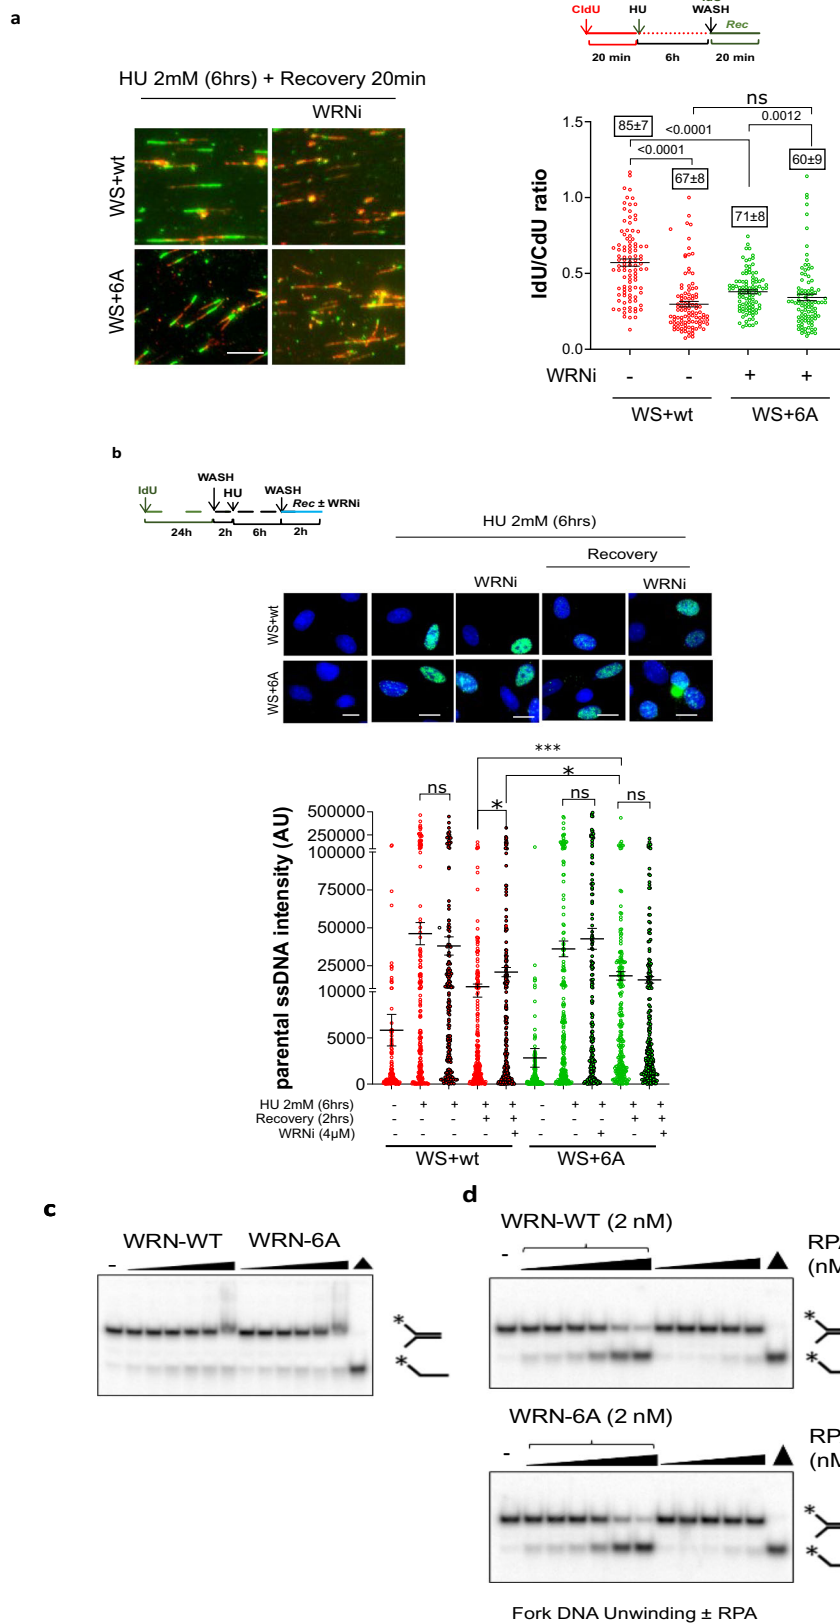 a
CldU
HU
WASH
Rec
20 min
6h
20 min
HU 2mM (6hrs) + Recovery 20min
WRNi
WS+wt
WS+6A
IdU/CdU ratio
1.5
1.0
0.5
0.0
85±7
67±8
71±8
60±9
<0.0001
<0.0001
ns
0.0012
WRNi
-
-
+
+
WS+wt
WS+6A
b
IdU
WASH
HU
WASH
Rec ± WRNi
24h
2h
6h
2h
HU 2mM (6hrs)
Recovery
WRNi
WRNi
WS+wt
WS+6A
parental ssDNA intensity (AU)
500000
250000
100000
75000
50000
25000
10000
5000
0
ns
*
***
*
ns
ns
HU 2mM (6hrs) - + + + + - + + + +
Recovery (2hrs) - - - + + - - - + +
WRNi (4µM) - - - - + - - + - +
WS+wt
WS+6A
c
WRN-WT WRN-6A
-
*
*
d
WRN-WT (2 nM)
-
*
*
WRN-6A (2 nM)
-
*
*
Fork DNA Unwinding ± RPA